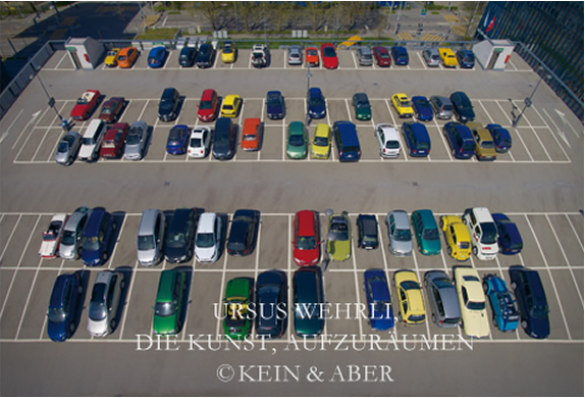 URSUS WEHRLI,
DIE KUNST, AUFZURÄUMEN
© KEIN & ABER